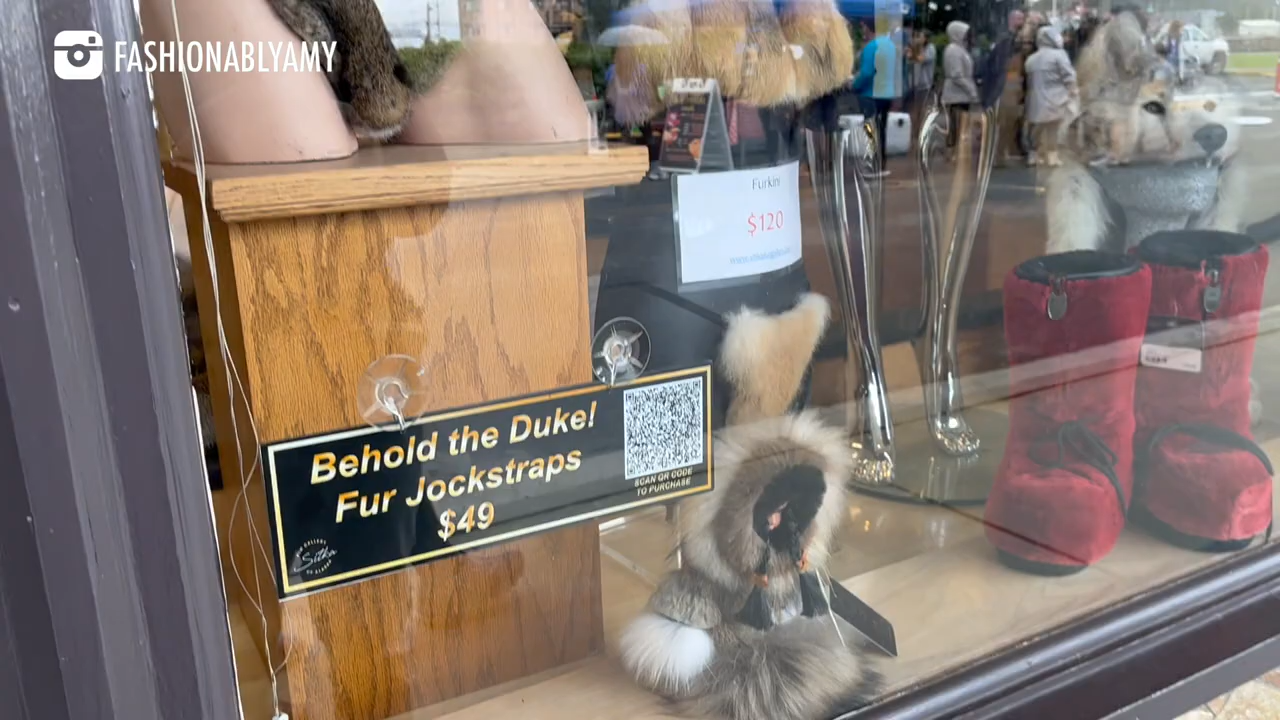 FASHIONABLYAMY
Furkini
$120
Behold the Duke!
Fur Jockstraps
$49
SCAN QR CODE
TO PURCHASE
Sitka